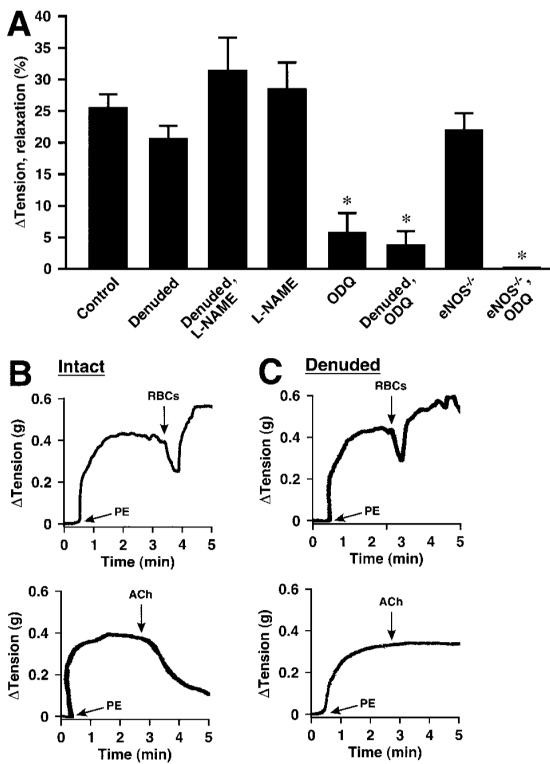 A
ΔTension, relaxation (%)
40
35
30
25
20
15
10
5
0
*
*
*
Control
Denuded
Denuded,
L-NAME
L-NAME
ODQ
Denuded,
ODQ
eNOS-/-
eNOS-/-,
ODQ
B
Intact
ΔTension (g)
0.6
0.4
0.2
0
RBCs
PE
0 1 2 3 4 5
Time (min)
ΔTension (g)
0.6
0.4
0.2
0
ACh
PE
0 1 2 3 4 5
Time (min)
C
Denuded
ΔTension (g)
0.6
0.4
0.2
0
RBCs
PE
0 1 2 3 4 5
Time (min)
ΔTension (g)
0.6
0.4
0.2
0
ACh
PE
0 1 2 3 4 5
Time (min)